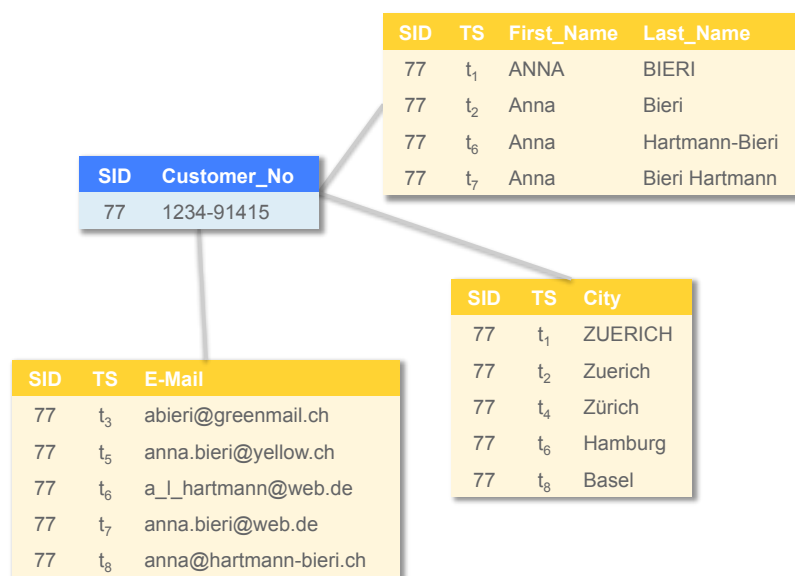 SID TS First_Name Last_Name
77 t1 ANNA BIERI
77 t2 Anna Bieri
77 t6 Anna Hartmann-Bieri
77 t7 Anna Bieri Hartmann
SID Customer_No
77 1234-91415
SID TS City
77 t1 ZUERICH
77 t2 Zuerich
77 t4 Zürich
77 t6 Hamburg
77 t8 Basel
SID TS E-Mail
77 t3 abieri@greenmail.ch
77 t5 anna.bieri@yellow.ch
77 t6 a_l_hartmann@web.de
77 t7 anna.bieri@web.de
77 t8 anna@hartmann-bieri.ch